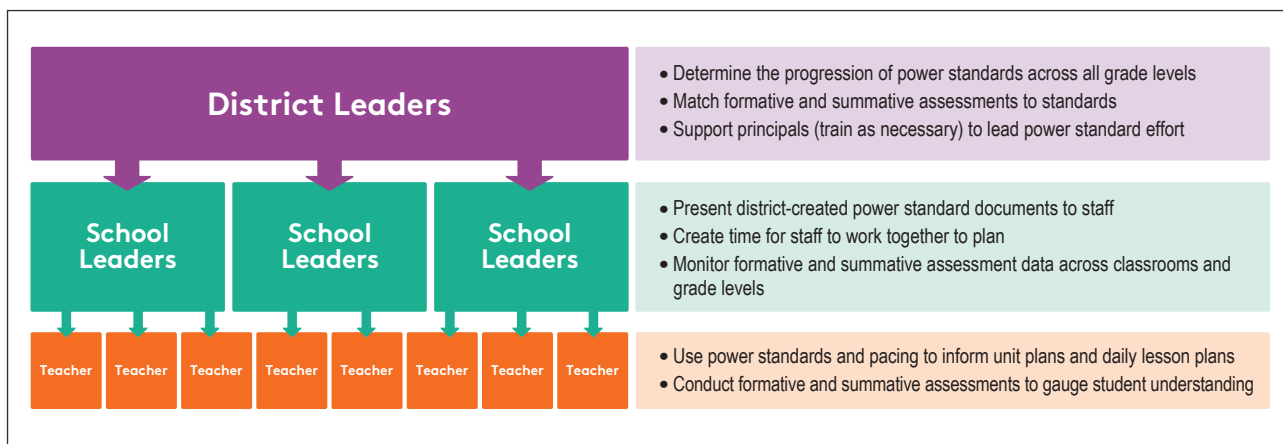 District Leaders
• Determine the progression of power standards across all grade levels
• Match formative and summative assessments to standards
• Support principals (train as necessary) to lead power standard effort
School
Leaders
School
Leaders
School
Leaders
• Present district-created power standard documents to staff
• Create time for staff to work together to plan
• Monitor formative and summative assessment data across classrooms and
grade levels
Teacher
Teacher
Teacher
Teacher
Teacher
Teacher
Teacher
Teacher
• Use power standards and pacing to inform unit plans and daily lesson plans
• Conduct formative and summative assessments to gauge student understanding